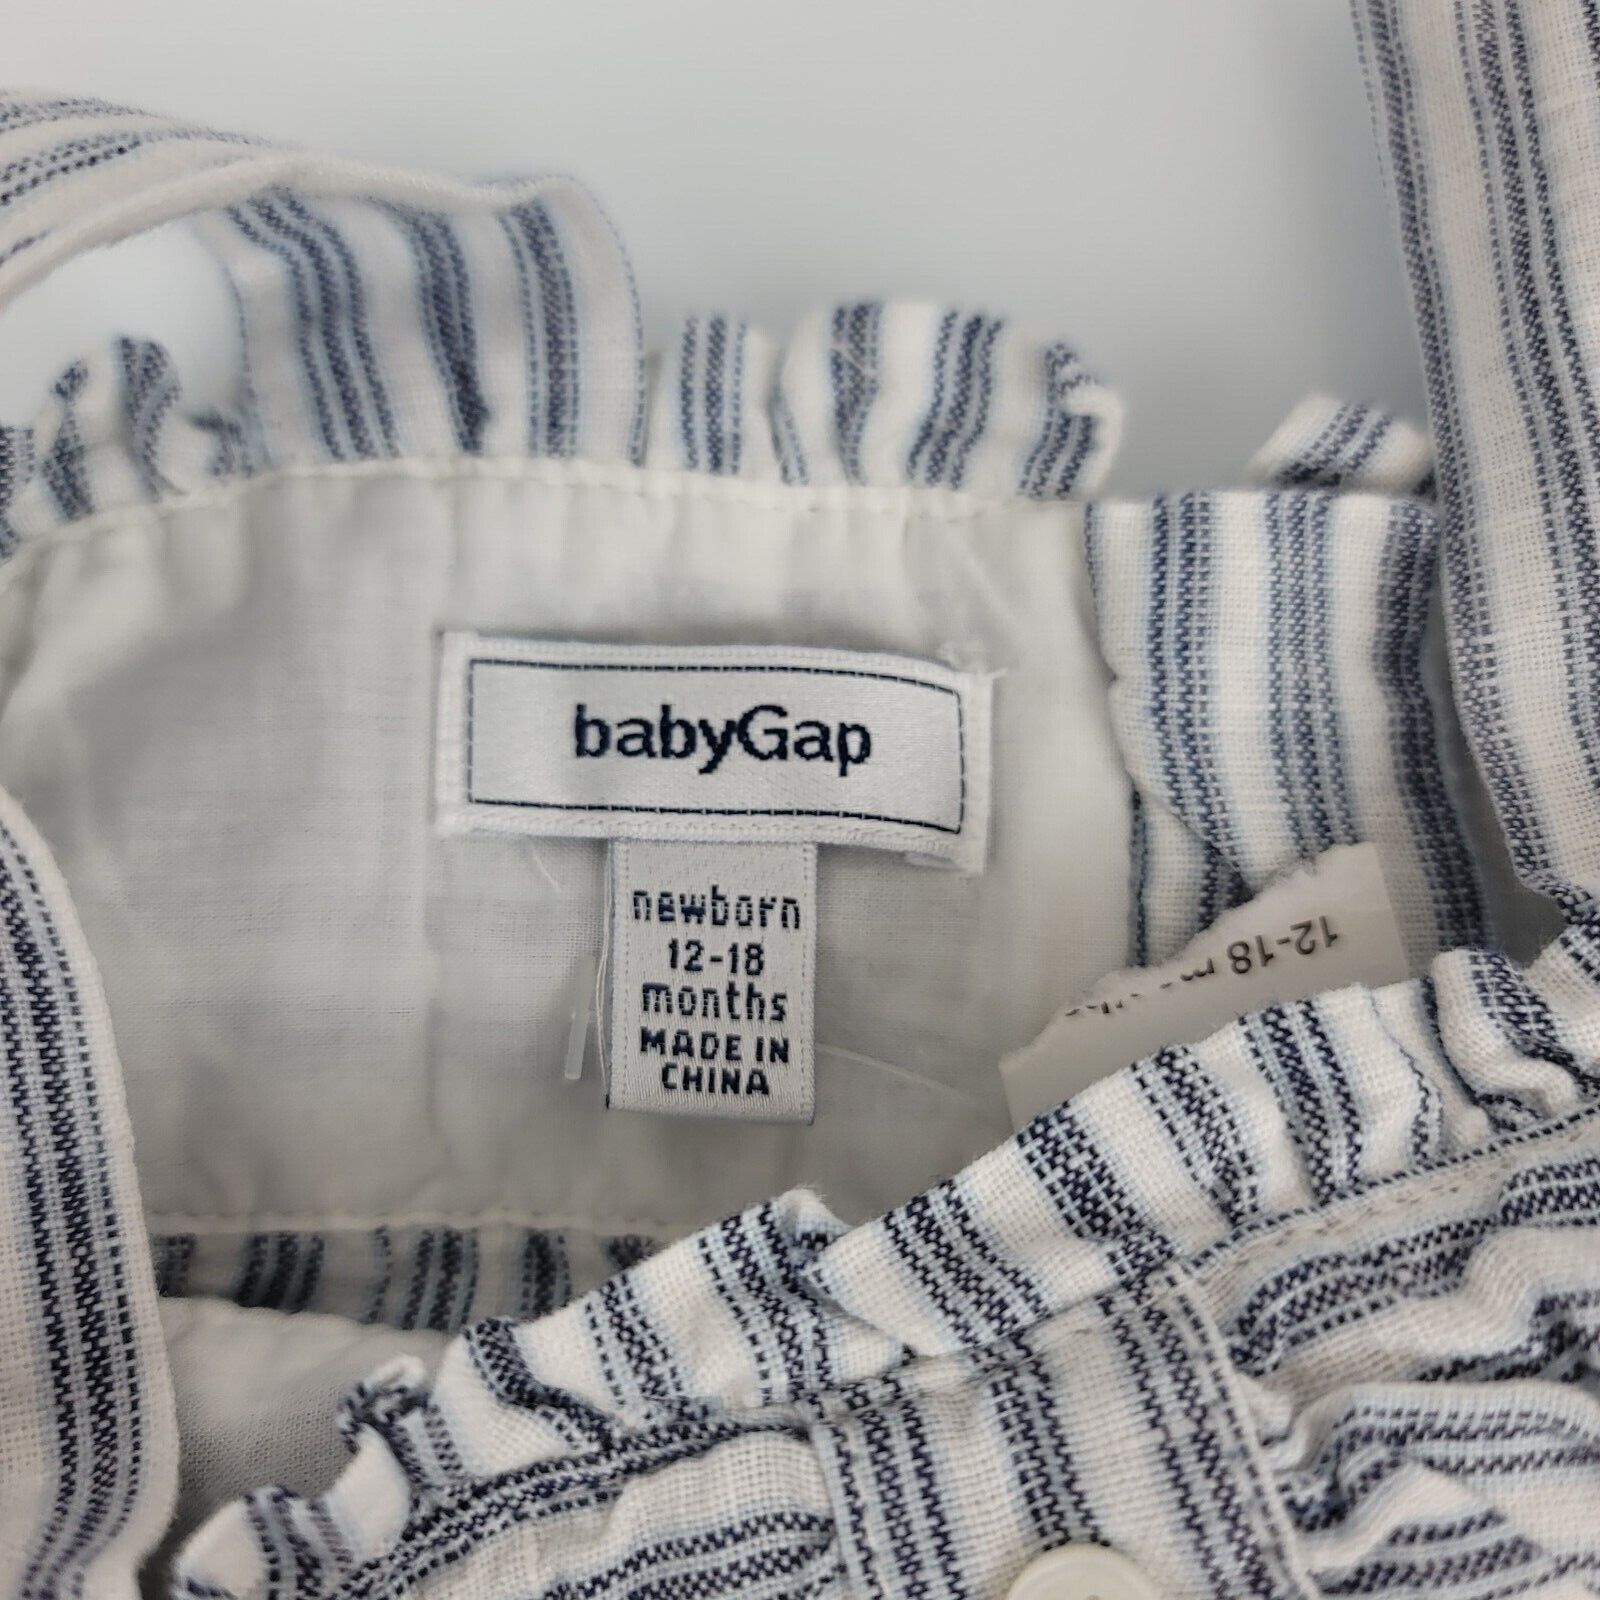 babyGap
newborn
12-18
months
MADE IN
CHINA
12-18 m